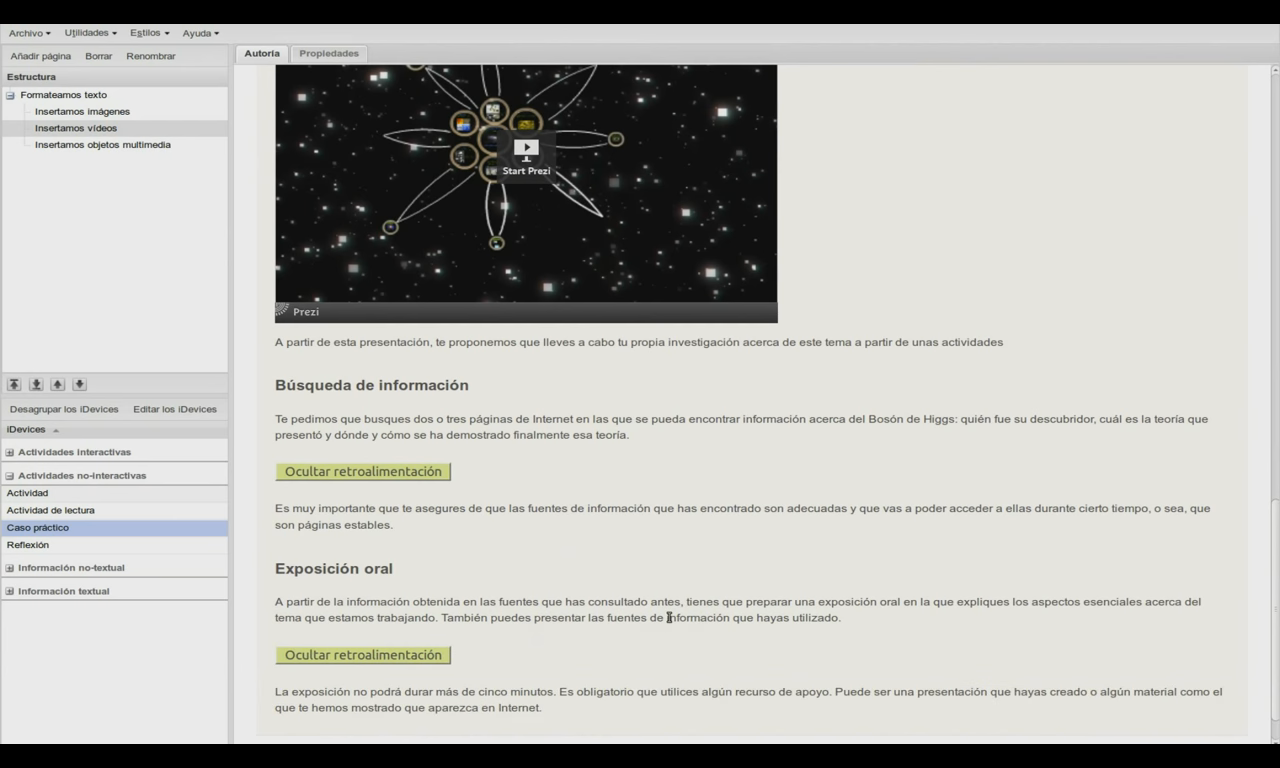 Archivo Utilidades Estilos Ayuda
Añadir página Borrar Renombrar
Estructura
Formateamos texto
Insertamos imágenes
Insertamos vídeos
Insertamos objetos multimedia
Desagrupar los iDevices Editar los iDevices
iDevices
Actividades interactivas
Actividades no-interactivas
Actividad
Actividad de lectura
Caso práctico
Reflexión
Información no-textual
Información textual
Autoría Propiedades
Start Prezi
Prezi
A partir de esta presentación, te proponemos que lleves a cabo tu propia investigación acerca de este tema a partir de unas actividades
Búsqueda de información
Te pedimos que busques dos o tres páginas de Internet en las que se pueda encontrar información acerca del Bosón de Higgs: quién fue su descubridor, cuál es la teoría que
presentó y dónde y cómo se ha demostrado finalmente esa teoría.
Ocultar retroalimentación
Es muy importante que te asegures de que las fuentes de información que has encontrado son adecuadas y que vas a poder acceder a ellas durante cierto tiempo, o sea, que
son páginas estables.
Exposición oral
A partir de la información obtenida en las fuentes que has consultado antes, tienes que preparar una exposición oral en la que expliques los aspectos esenciales acerca del
tema que estamos trabajando. También puedes presentar las fuentes de información que hayas utilizado.
Ocultar retroalimentación
La exposición no podrá durar más de cinco minutos. Es obligatorio que utilices algún recurso de apoyo. Puede ser una presentación que hayas creado o algún material como el
que te hemos mostrado que aparezca en Internet.